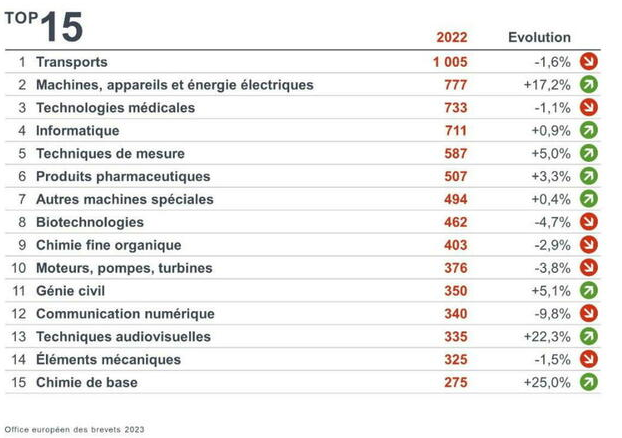 TOP 15
2022 Evolution
1 Transports 1 005 -1,6%
2 Machines, appareils et énergie électriques 777 +17,2%
3 Technologies médicales 733 -1,1%
4 Informatique 711 +0,9%
5 Techniques de mesure 587 +5,0%
6 Produits pharmaceutiques 507 +3,3%
7 Autres machines spéciales 494 +0,4%
8 Biotechnologies 462 -4,7%
9 Chimie fine organique 403 -2,9%
10 Moteurs, pompes, turbines 376 -3,8%
11 Génie civil 350 +5,1%
12 Communication numérique 340 -9,8%
13 Techniques audiovisuelles 335 +22,3%
14 Éléments mécaniques 325 -1,5%
15 Chimie de base 275 +25,0%
Office européen des brevets 2023